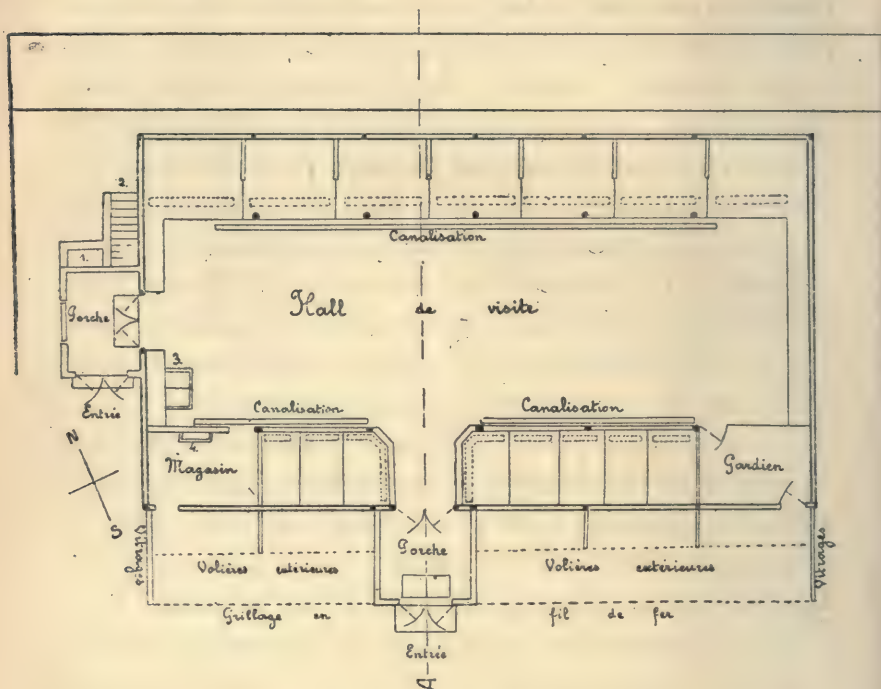 2.
Canalisation
1.
Porche
Hall de visite
3.
Entrée
Canalisation
Canalisation
N
4.
Magasin
Gardien
S
Vitrages
Porche
Vitrages
Volières extérieures
Volières extérieures
Grillage en fil de fer
Entrée
A